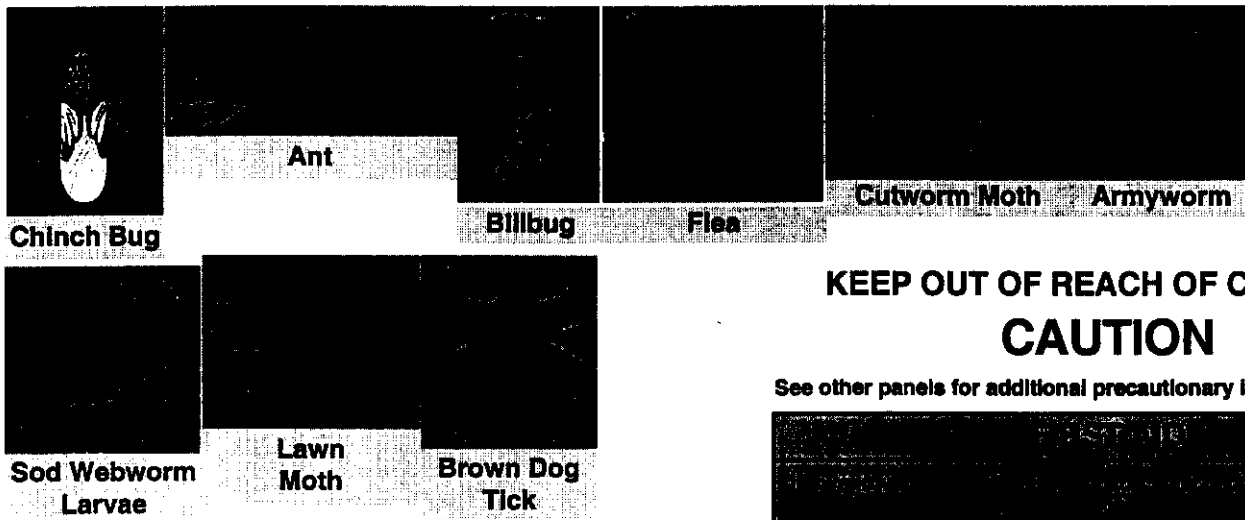 Chinch Bug
Ant
Billbug
Flea
Cutworm Moth
Armyworm
Sod Webworm
Larvae
Lawn
Moth
Brown Dog
Tick
KEEP OUT OF REACH OF C
CAUTION
See other panels for additional precautionary i